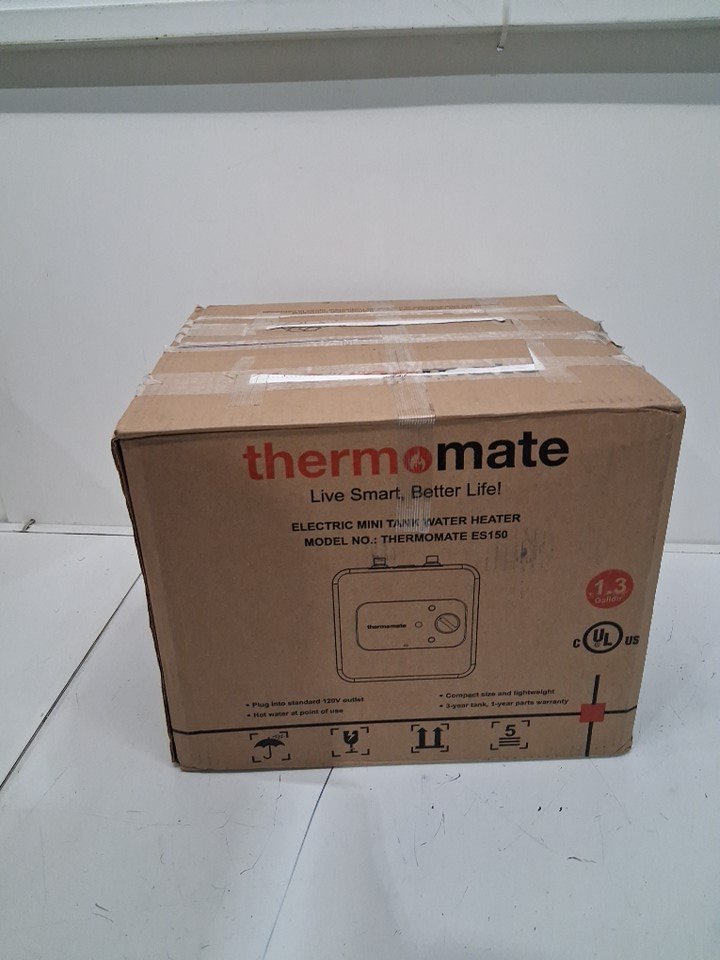 thermomate
Live Smart, Better Life!
ELECTRIC MINI TANK WATER HEATER
MODEL NO.: THERMOMATE ES150
1.3
Gallon
thermomate
C UL US
• Plug into standard 120V outlet
• Hot water at point of use
• Compact size and lightweight
• 3-year tank, 1-year parts warranty
5